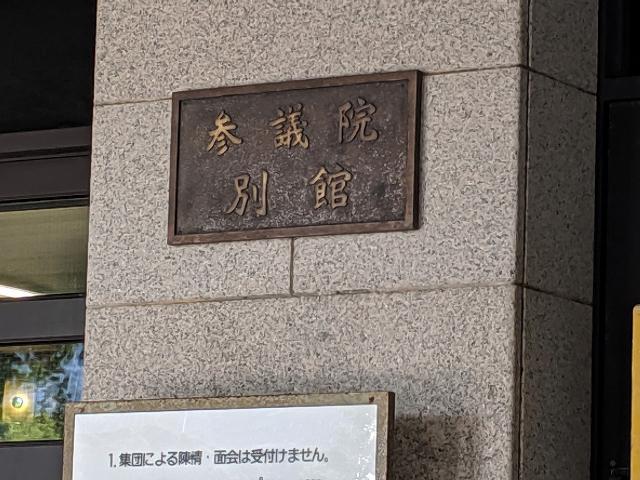 参議院
別館
1.集団による陳情・面会は受付けません。